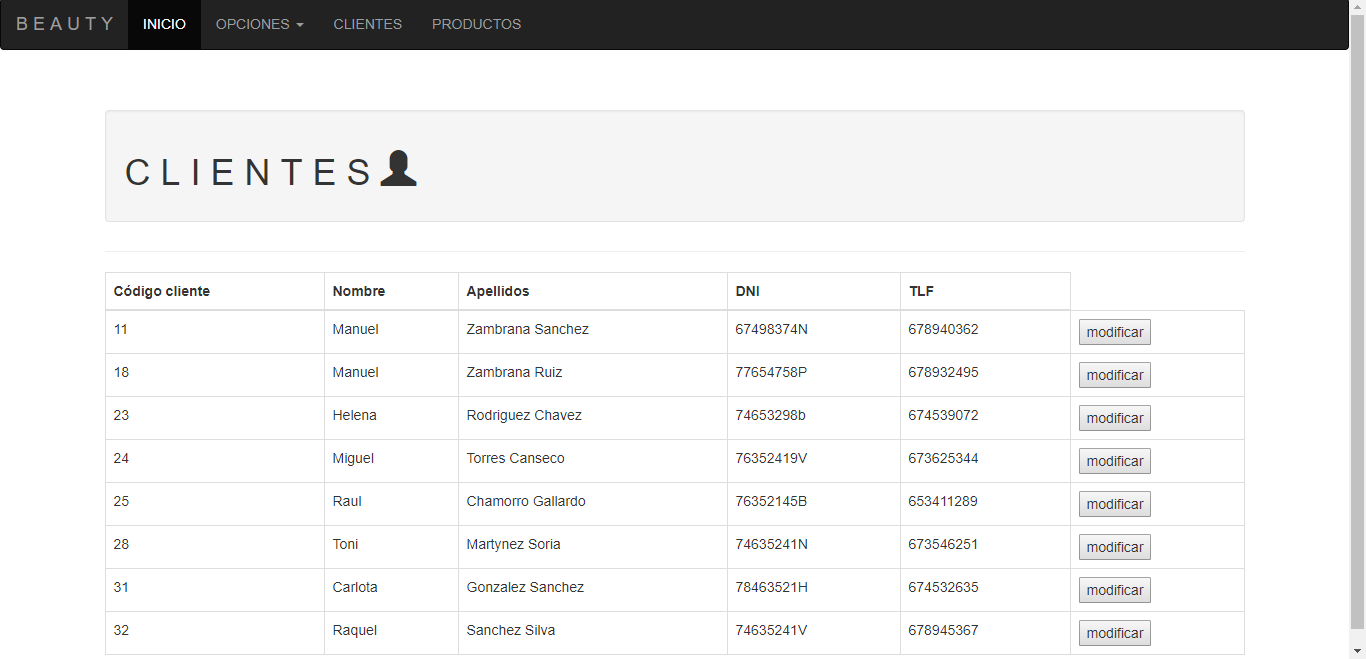 BEAUTY INICIO OPCIONES CLIENTES PRODUCTOS
CLIENTES
Código cliente Nombre Apellidos DNI TLF
11 Manuel Zambrana Sanchez 67498374N 678940362 modificar
18 Manuel Zambrana Ruiz 77654758P 678932495 modificar
23 Helena Rodriguez Chavez 74653298b 674539072 modificar
24 Miguel Torres Canseco 76352419V 673625344 modificar
25 Raul Chamorro Gallardo 76352145B 653411289 modificar
28 Toni Martynez Soria 74635241N 673546251 modificar
31 Carlota Gonzalez Sanchez 78463521H 674532635 modificar
32 Raquel Sanchez Silva 74635241V 678945367 modificar